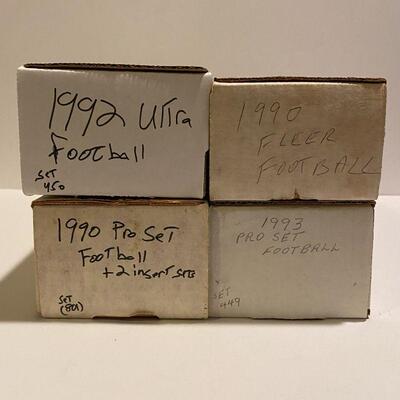 1992 Ultra
Football
SET
450
1990
FLEER
FOOTBALL
1990 Pro Set
Football
+ 2 insert sets
SET
(801)
1993
PRO SET
FOOTBALL
SET
449